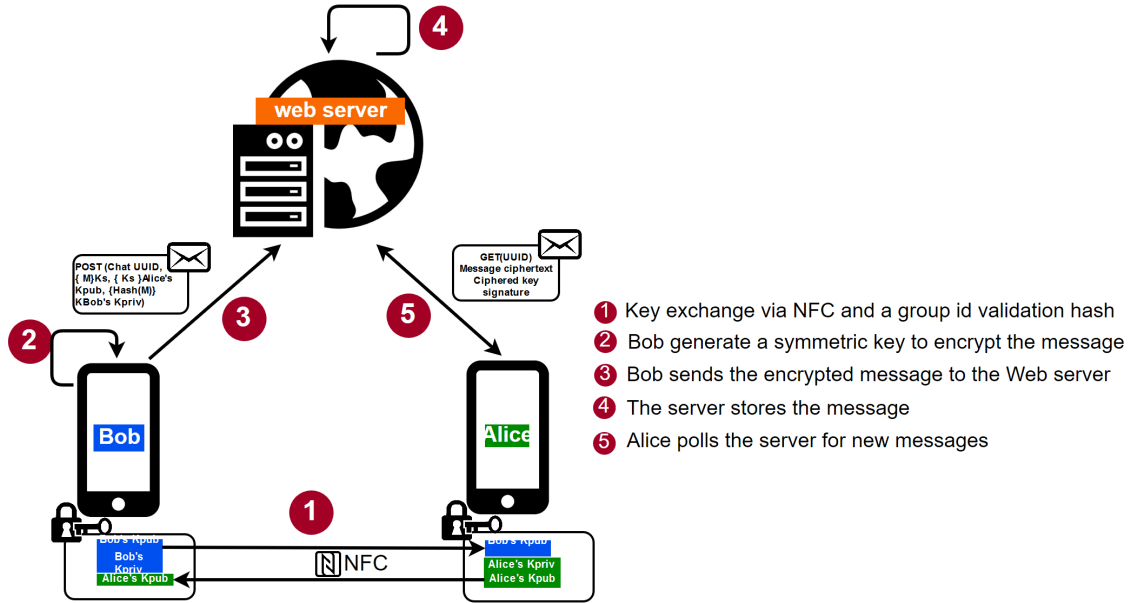 4
web server
POST (Chat UUID,
{ M}Ks, { Ks }Alice's
Kpub, {Hash(M)}
KBob's Kpriv)
GET(UUID)
Message ciphertext
Ciphered key
signature
3
5
2
Bob
Alice
1 Key exchange via NFC and a group id validation hash
2 Bob generate a symmetric key to encrypt the message
3 Bob sends the encrypted message to the Web server
4 The server stores the message
5 Alice polls the server for new messages
1
Bob's Kpub
Bob's
Kpriv
Alice's Kpub
NFC
Bob's Kpub
Alice's Kpriv
Alice's Kpub